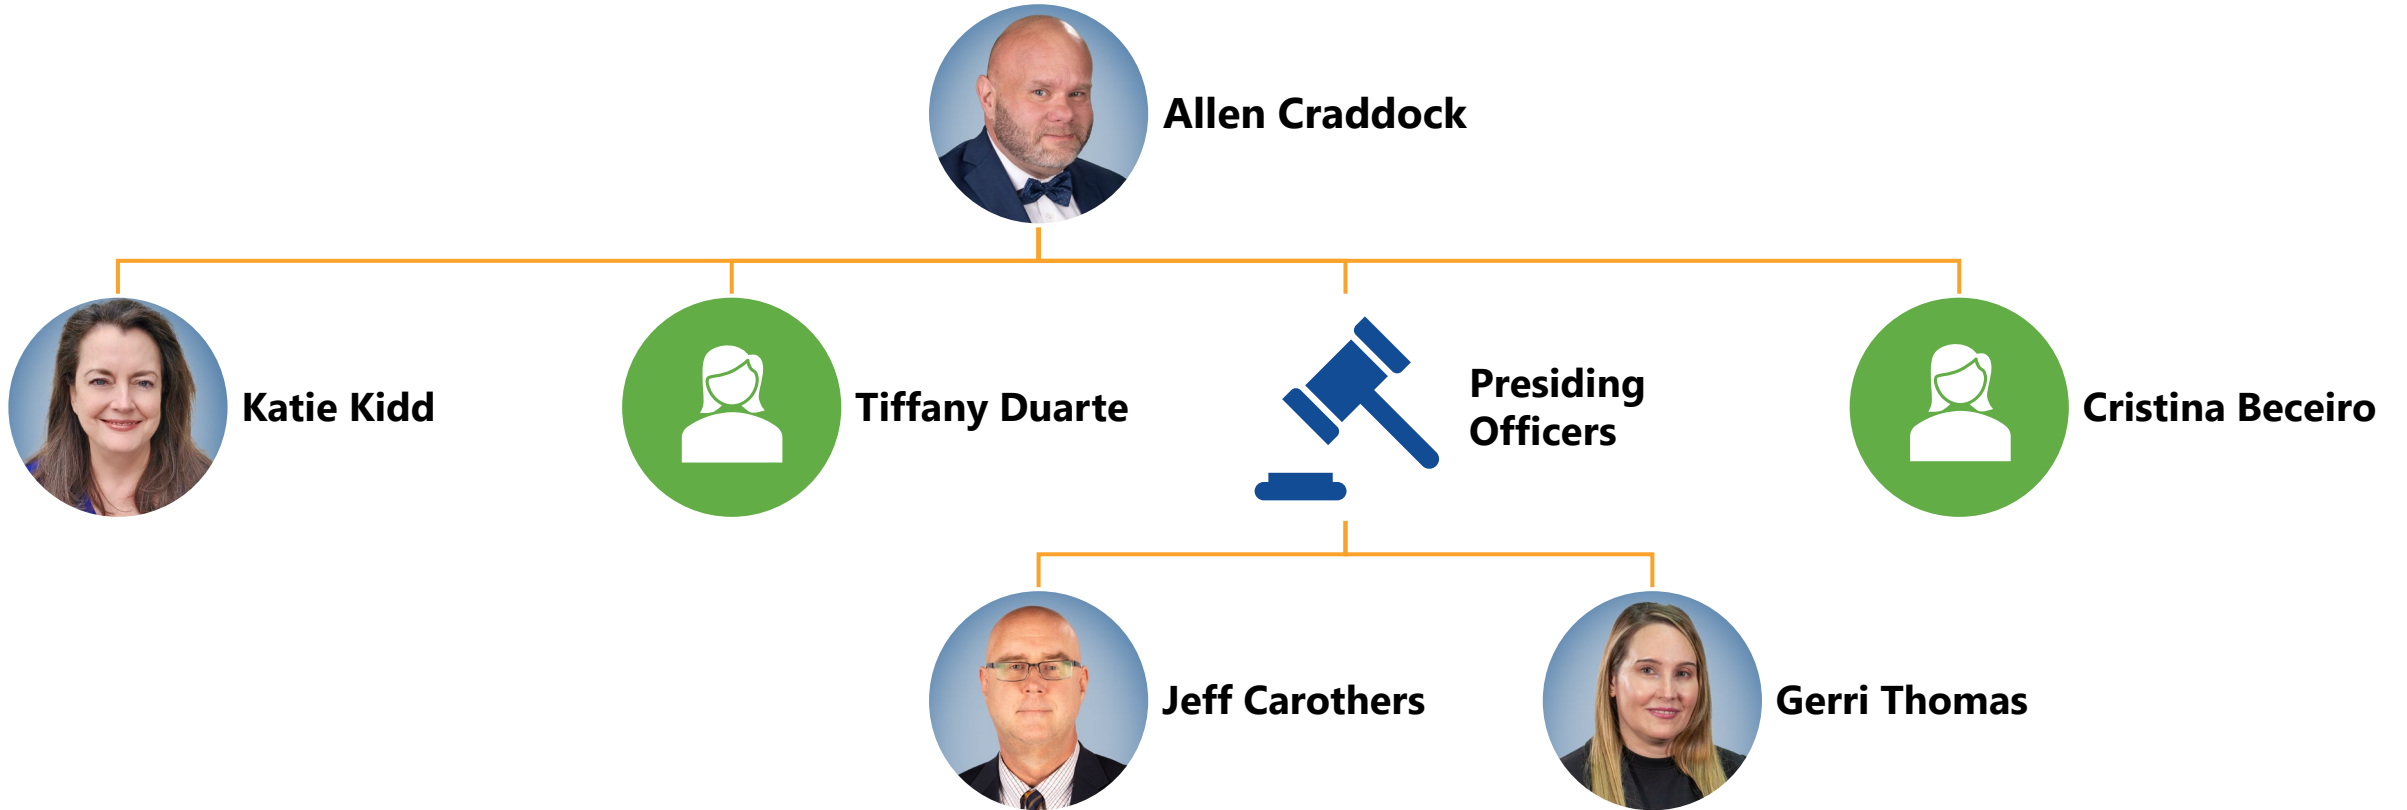 Allen Craddock
Katie Kidd
Tiffany Duarte
Presiding
Officers
Cristina Beceiro
Jeff Carothers
Gerri Thomas